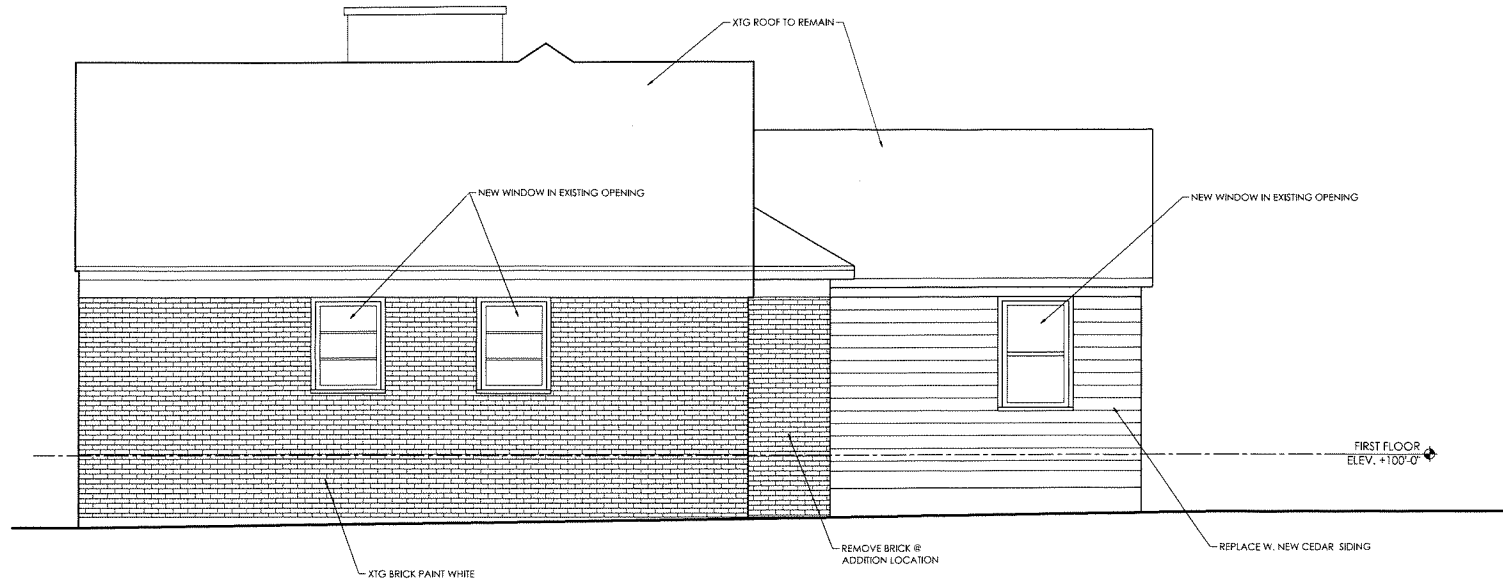 XTG ROOF TO REMAIN
NEW WINDOW IN EXISTING OPENING
NEW WINDOW IN EXISTING OPENING
FIRST FLOOR
ELEV. +100'-0"
REMOVE BRICK @
ADDITION LOCATION
REPLACE W. NEW CEDAR SIDING
XTG BRICK PAINT WHITE